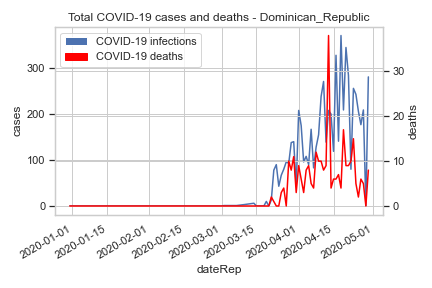 Total COVID-19 cases and deaths - Dominican_Republic
COVID-19 infections
COVID-19 deaths
cases
300
200
100
0
deaths
30
20
10
0
2020-01-01
2020-01-15
2020-02-01
2020-02-15
2020-03-01
2020-03-15
2020-04-01
2020-04-15
2020-05-01
dateRep